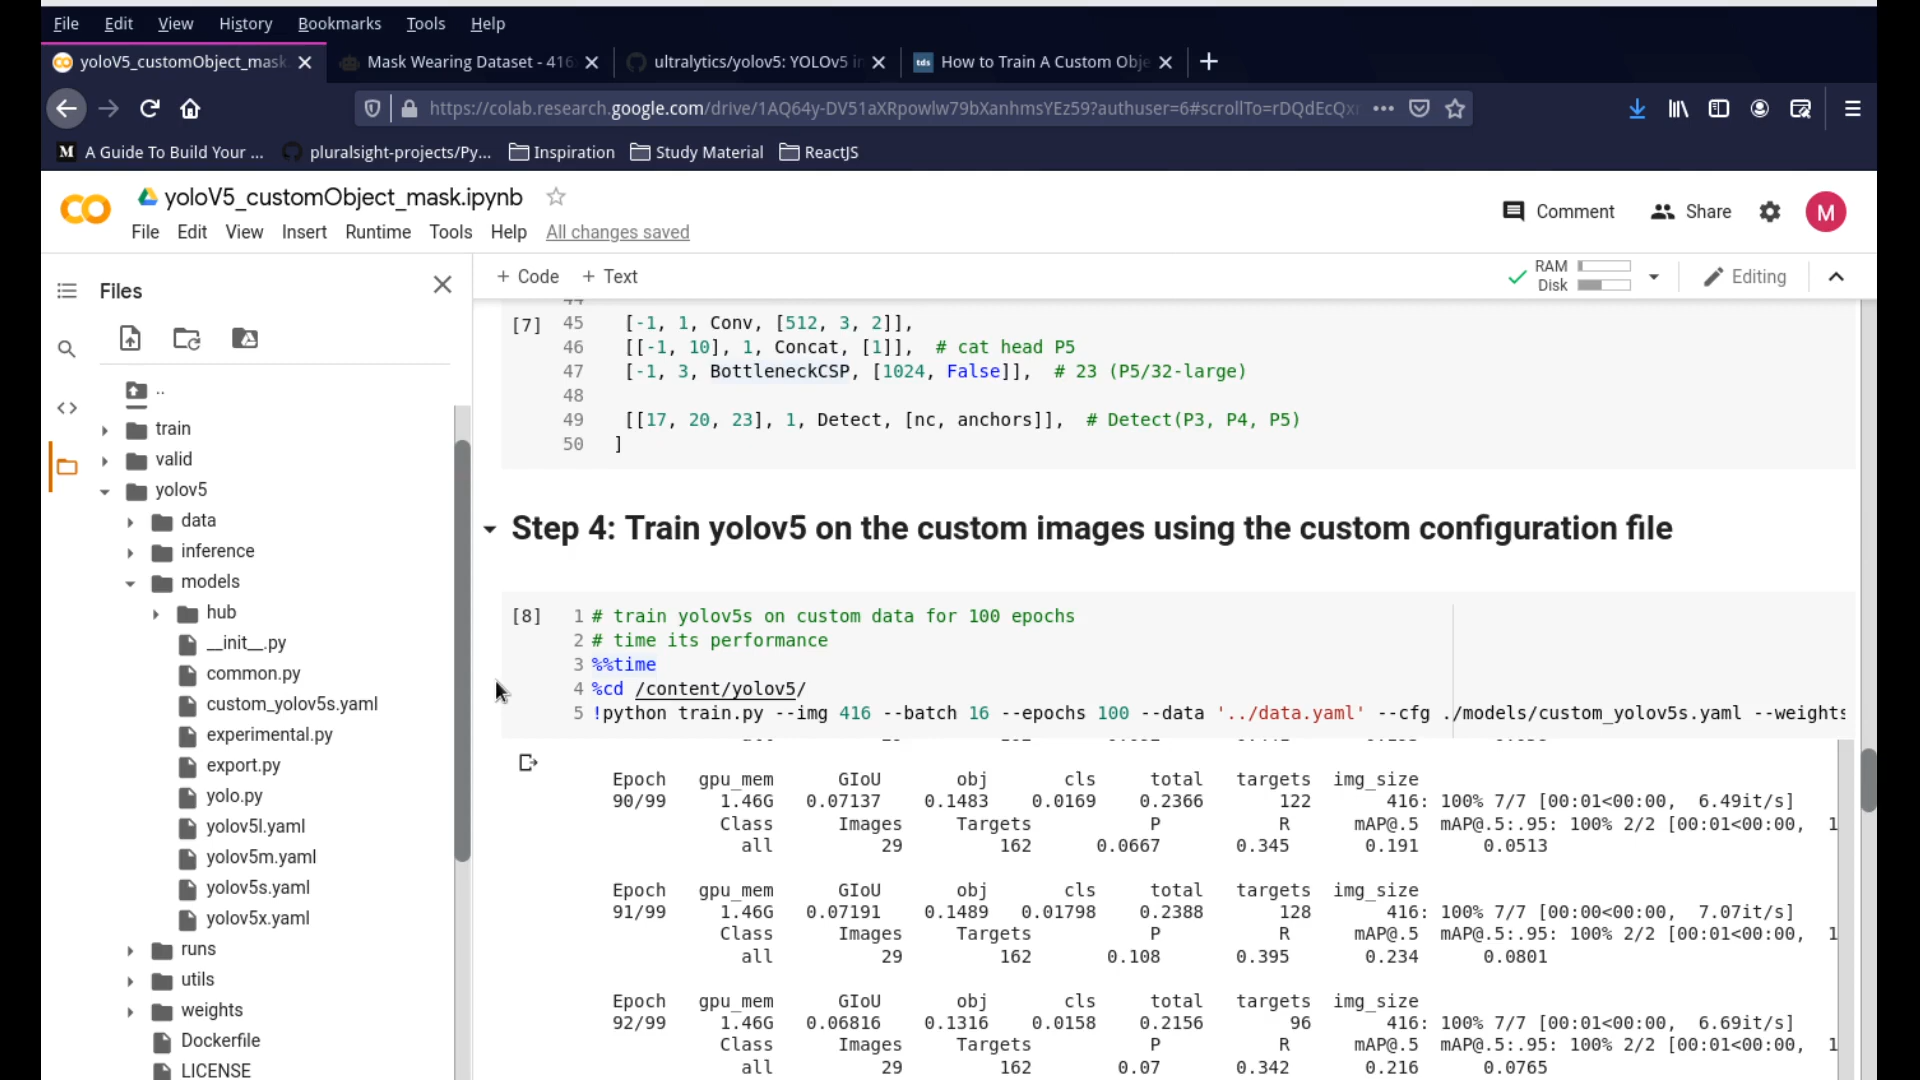 File Edit View History Bookmarks Tools Help
yoloV5_customObject_mask
Mask Wearing Dataset - 416
ultralytics/yolov5: YOLOv5 in
tds How to Train A Custom Obje
https://colab.research.google.com/drive/1AQ64y-DV51aXRpowlw79bXanhmsYEz59?authuser=6#scrollTo=rDQdEcQx
M A Guide To Build Your ... pluralsight-projects/Py... Inspiration Study Material ReactJS
CO yoloV5_customObject_mask.ipynb
Comment Share M
File Edit View Insert Runtime Tools Help All changes saved
Files
+ Code + Text
RAM
Disk
Editing
..
train
valid
yolov5
data
inference
models
hub
__init__.py
common.py
custom_yolov5s.yaml
experimental.py
export.py
yolo.py
yolov5l.yaml
yolov5m.yaml
yolov5s.yaml
yolov5x.yaml
runs
utils
weights
Dockerfile
LICENSE
44
[7] 45 [-1, 1, Conv, [512, 3, 2]],
46 [[-1, 10], 1, Concat, [1]], # cat head P5
47 [-1, 3, BottleneckCSP, [1024, False]], # 23 (P5/32-large)
48
49 [[17, 20, 23], 1, Detect, [nc, anchors]], # Detect(P3, P4, P5)
50 ]
Step 4: Train yolov5 on the custom images using the custom configuration file
[8] 1 # train yolov5s on custom data for 100 epochs
2 # time its performance
3 %%time
4 %cd /content/yolov5/
5 !python train.py --img 416 --batch 16 --epochs 100 --data '../data.yaml' --cfg ./models/custom_yolov5s.yaml --weights
Epoch gpu_mem GIoU obj cls total targets img_size
90/99 1.46G 0.07137 0.1483 0.0169 0.2366 122 416: 100% 7/7 [00:01<00:00, 6.49it/s]
Class Images Targets P R mAP@.5 mAP@.5:.95: 100% 2/2 [00:01<00:00, 1
all 29 162 0.0667 0.345 0.191 0.0513
Epoch gpu_mem GIoU obj cls total targets img_size
91/99 1.46G 0.07191 0.1489 0.01798 0.2388 128 416: 100% 7/7 [00:00<00:00, 7.07it/s]
Class Images Targets P R mAP@.5 mAP@.5:.95: 100% 2/2 [00:01<00:00, 1
all 29 162 0.108 0.395 0.234 0.0801
Epoch gpu_mem GIoU obj cls total targets img_size
92/99 1.46G 0.06816 0.1316 0.0158 0.2156 96 416: 100% 7/7 [00:01<00:00, 6.69it/s]
Class Images Targets P R mAP@.5 mAP@.5:.95: 100% 2/2 [00:01<00:00, 1
all 29 162 0.07 0.342 0.216 0.0765